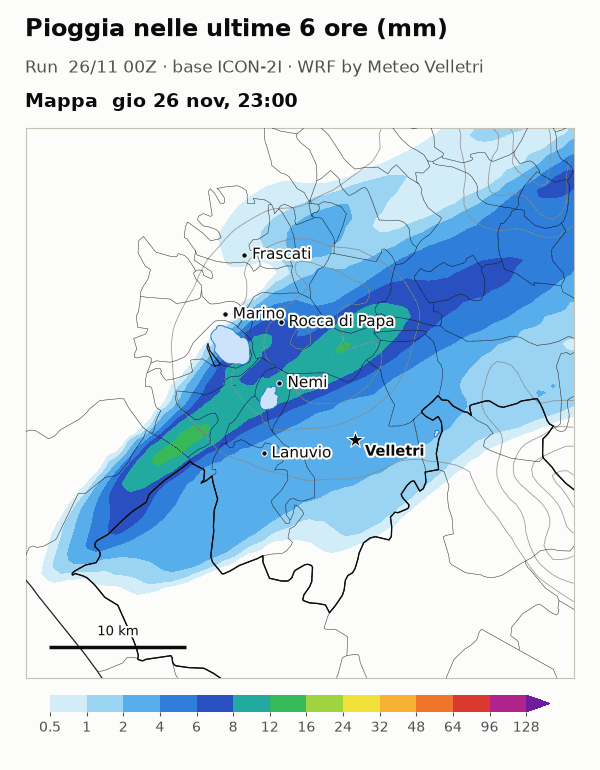 Pioggia nelle ultime 6 ore (mm)
Run  26/11 00Z · base ICON-2I · WRF by Meteo Velletri
Mappa  gio 26 nov, 23:00
Frascati
Marino
Rocca di Papa
Nemi
Velletri
Lanuvio
10 km
0.5 1 2 4 6 8 12 16 24 32 48 64 96 128